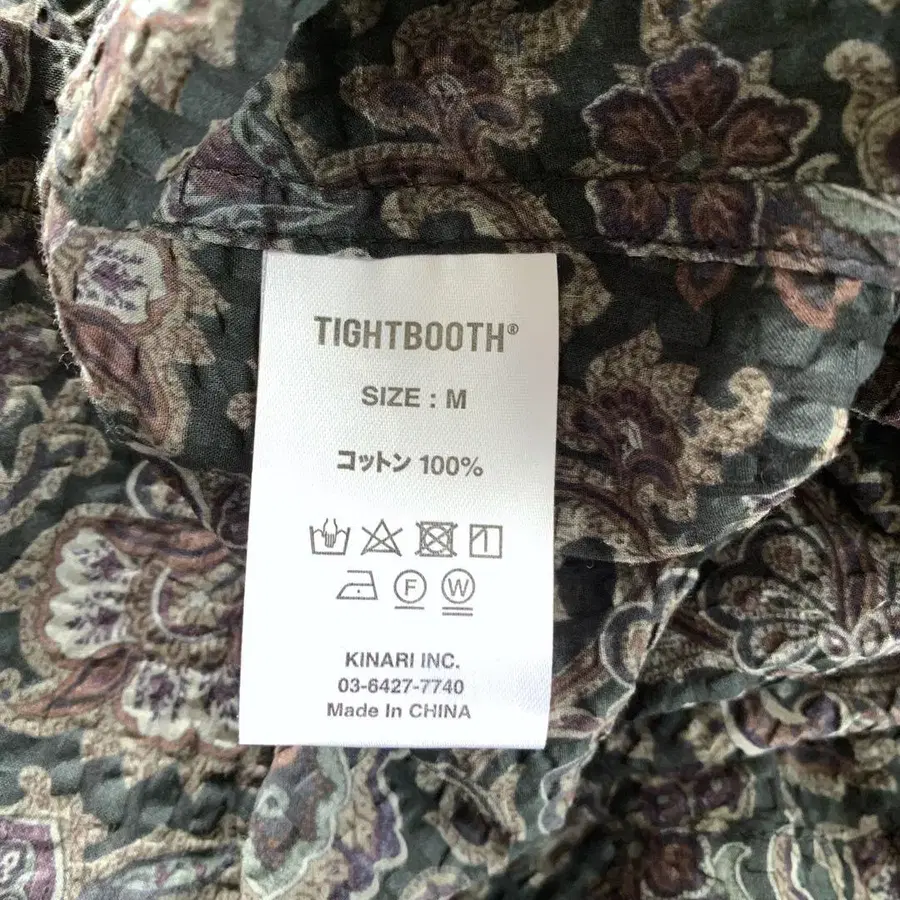 TIGHTBOOTH®
SIZE : M
コットン 100%
F W
KINARI INC.
03-6427-7740
Made In CHINA